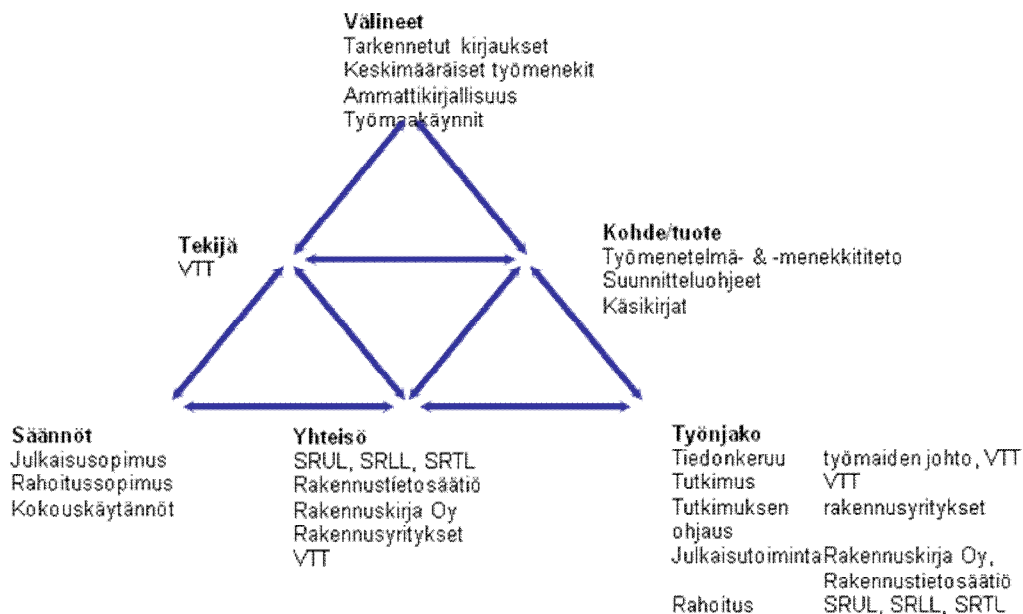 Välineet
Tarkennetut kirjaukset
Keskimääräiset työmenekit
Ammattikirjallisuus
Työmaakäynnit
Tekijä
VTT
Kohde/tuote
Työmenetelmä- & -menekkititeto
Suunnitteluohjeet
Käsikirjat
Säännöt
Julkaisusopimus
Rahoitussopimus
Kokouskäytännöt
Yhteisö
SRUL, SRLL, SRTL
Rakennustietosäätiö
Rakennuskirja Oy
Rakennusyritykset
VTT
Työnjako
Tiedonkeruu työmaiden johto, VTT
Tutkimus VTT
Tutkimuksen rakennusyritykset
ohjaus
Julkaisutoiminta Rakennuskirja Oy,
Rakennustietosäätiö
Rahoitus SRUL, SRLL, SRTL